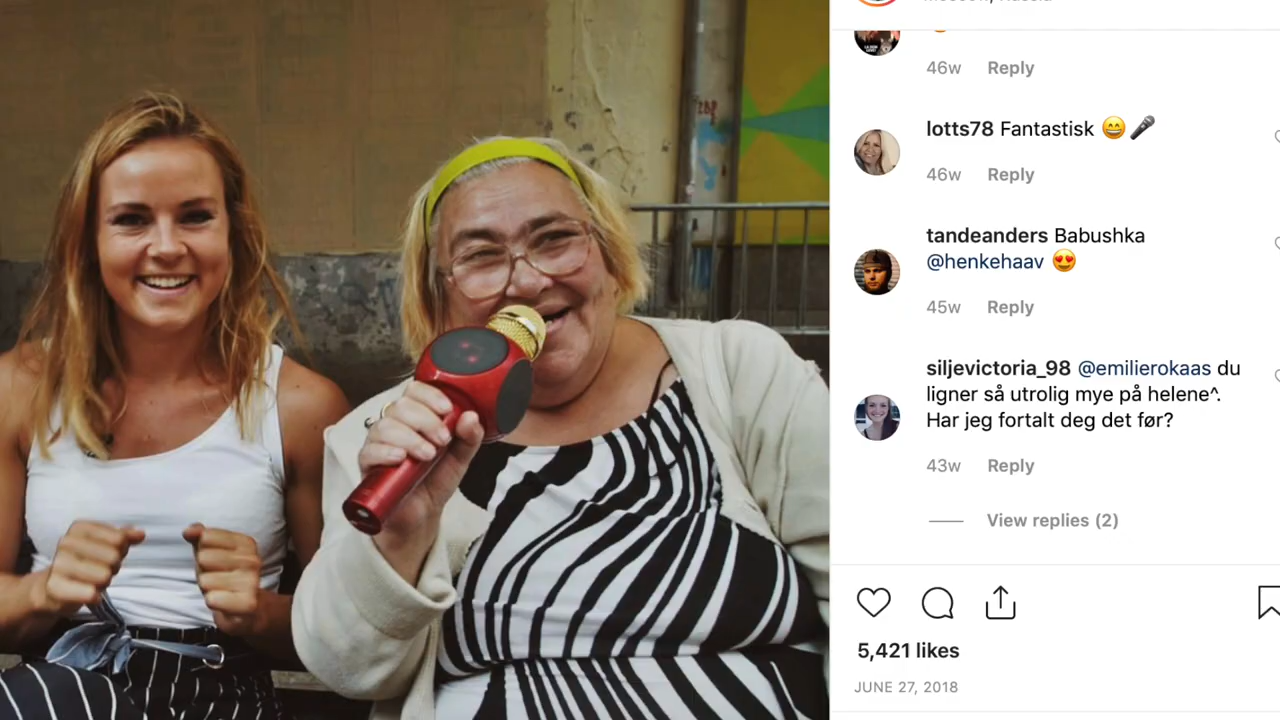 46w Reply
lotts78 Fantastisk 😄🎤
46w Reply
tandeanders Babushka
@henkehaav 😍
45w Reply
siljevictoria_98 @emilierokaas du
ligner så utrolig mye på helene^.
Har jeg fortalt deg det før?
43w Reply
View replies (2)
5,421 likes
JUNE 27, 2018